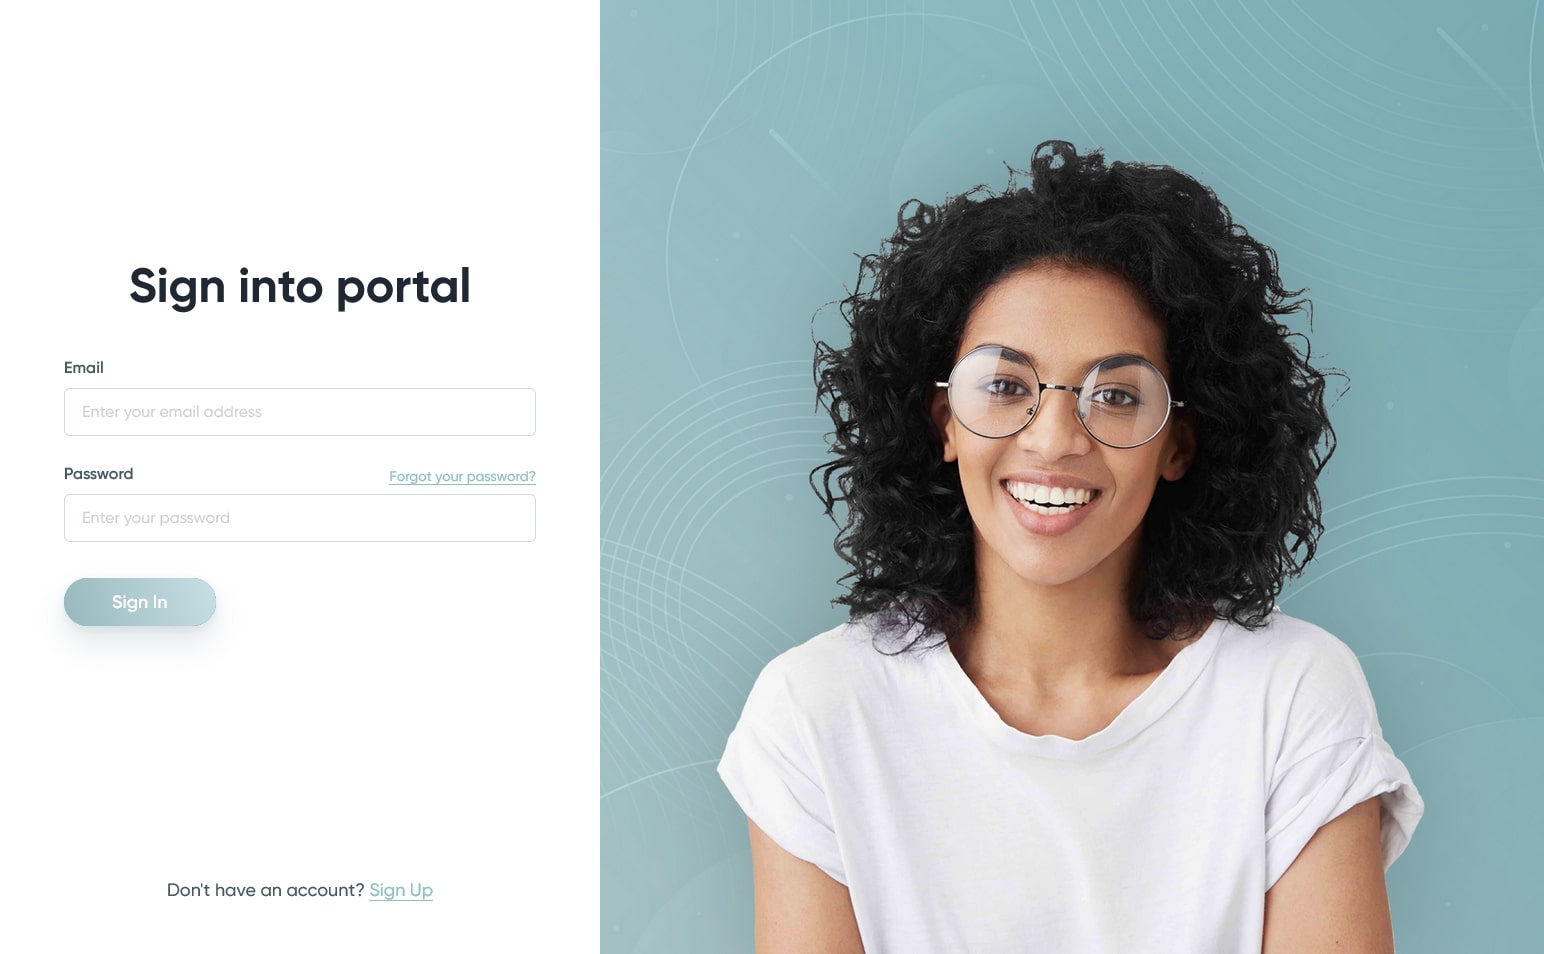 Sign into portal
Email
Enter your email address
Password
Forgot your password?
Enter your password
Sign In
Don't have an account? Sign Up